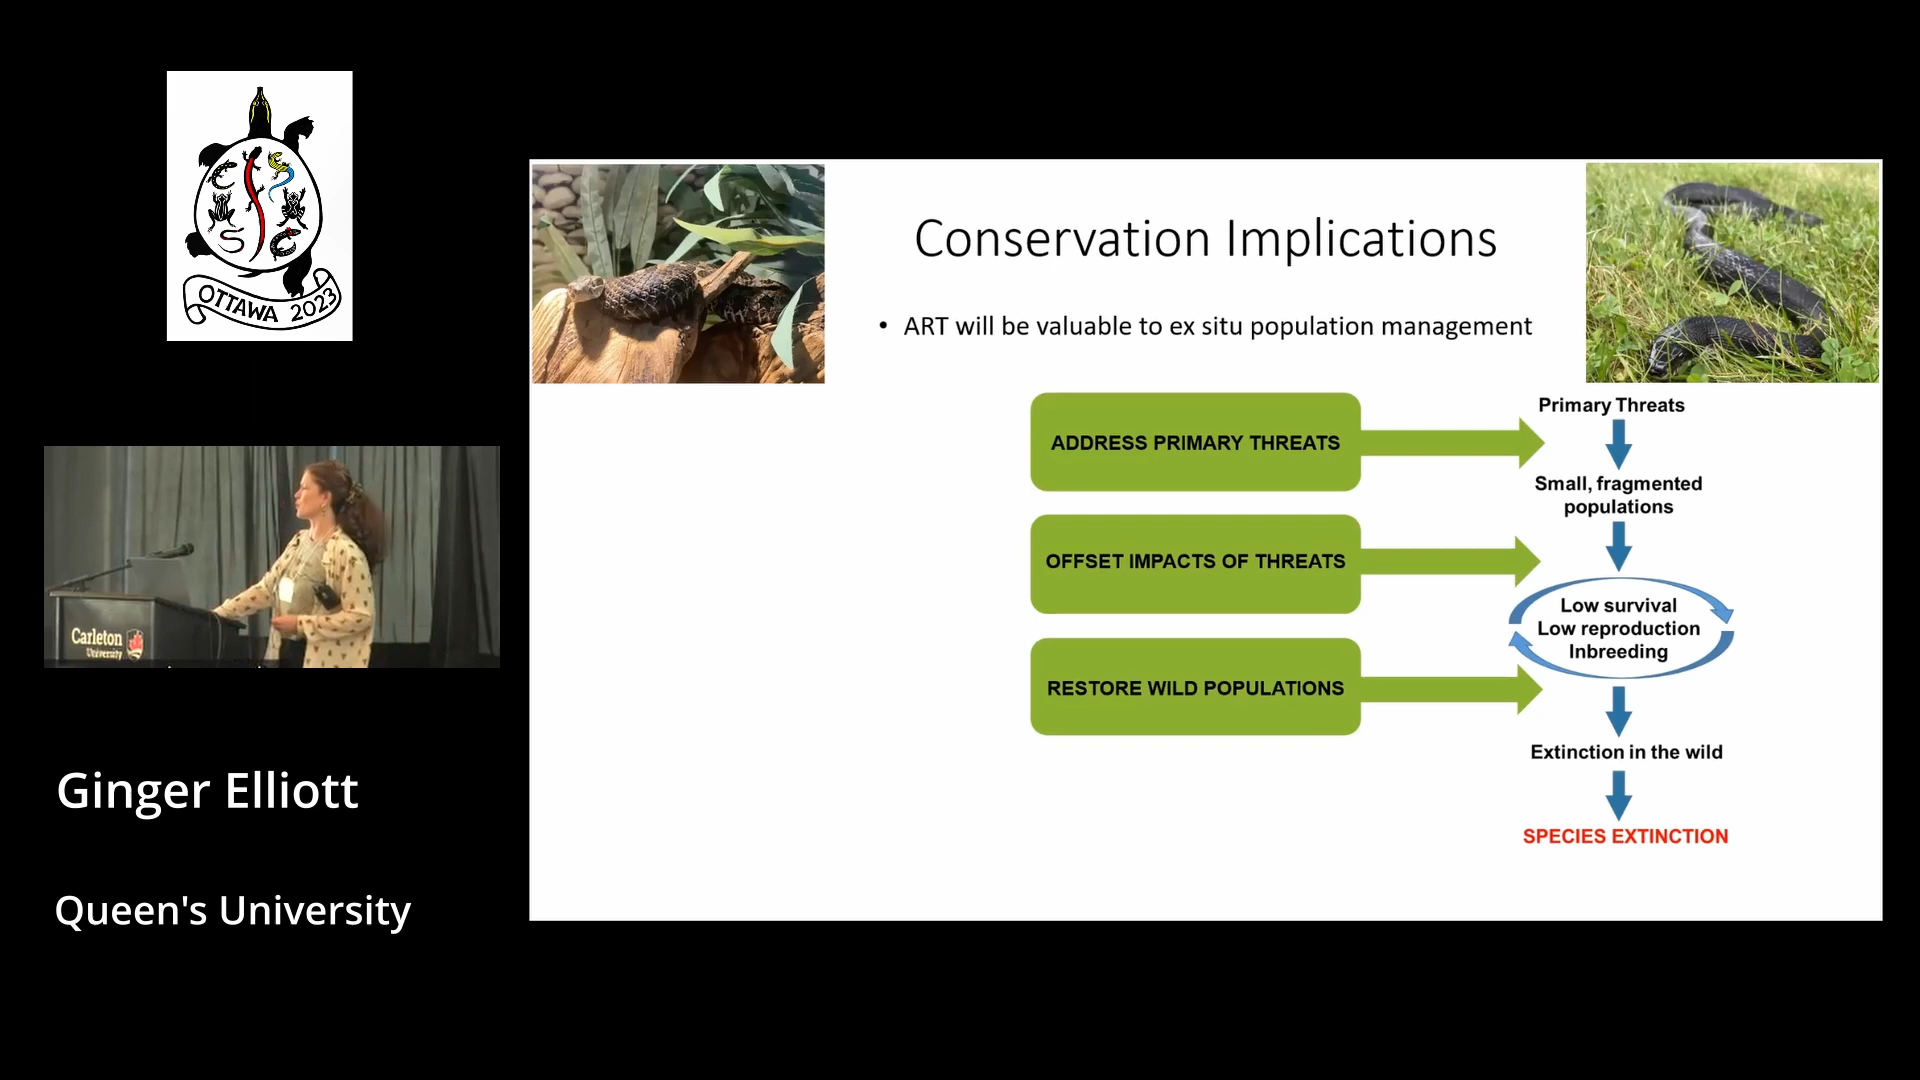 OTTAWA 2023
Carleton
University
Ginger Elliott
Queen's University
Conservation Implications
• ART will be valuable to ex situ population management
ADDRESS PRIMARY THREATS
OFFSET IMPACTS OF THREATS
RESTORE WILD POPULATIONS
Primary Threats
Small, fragmented
populations
Low survival
Low reproduction
Inbreeding
Extinction in the wild
SPECIES EXTINCTION